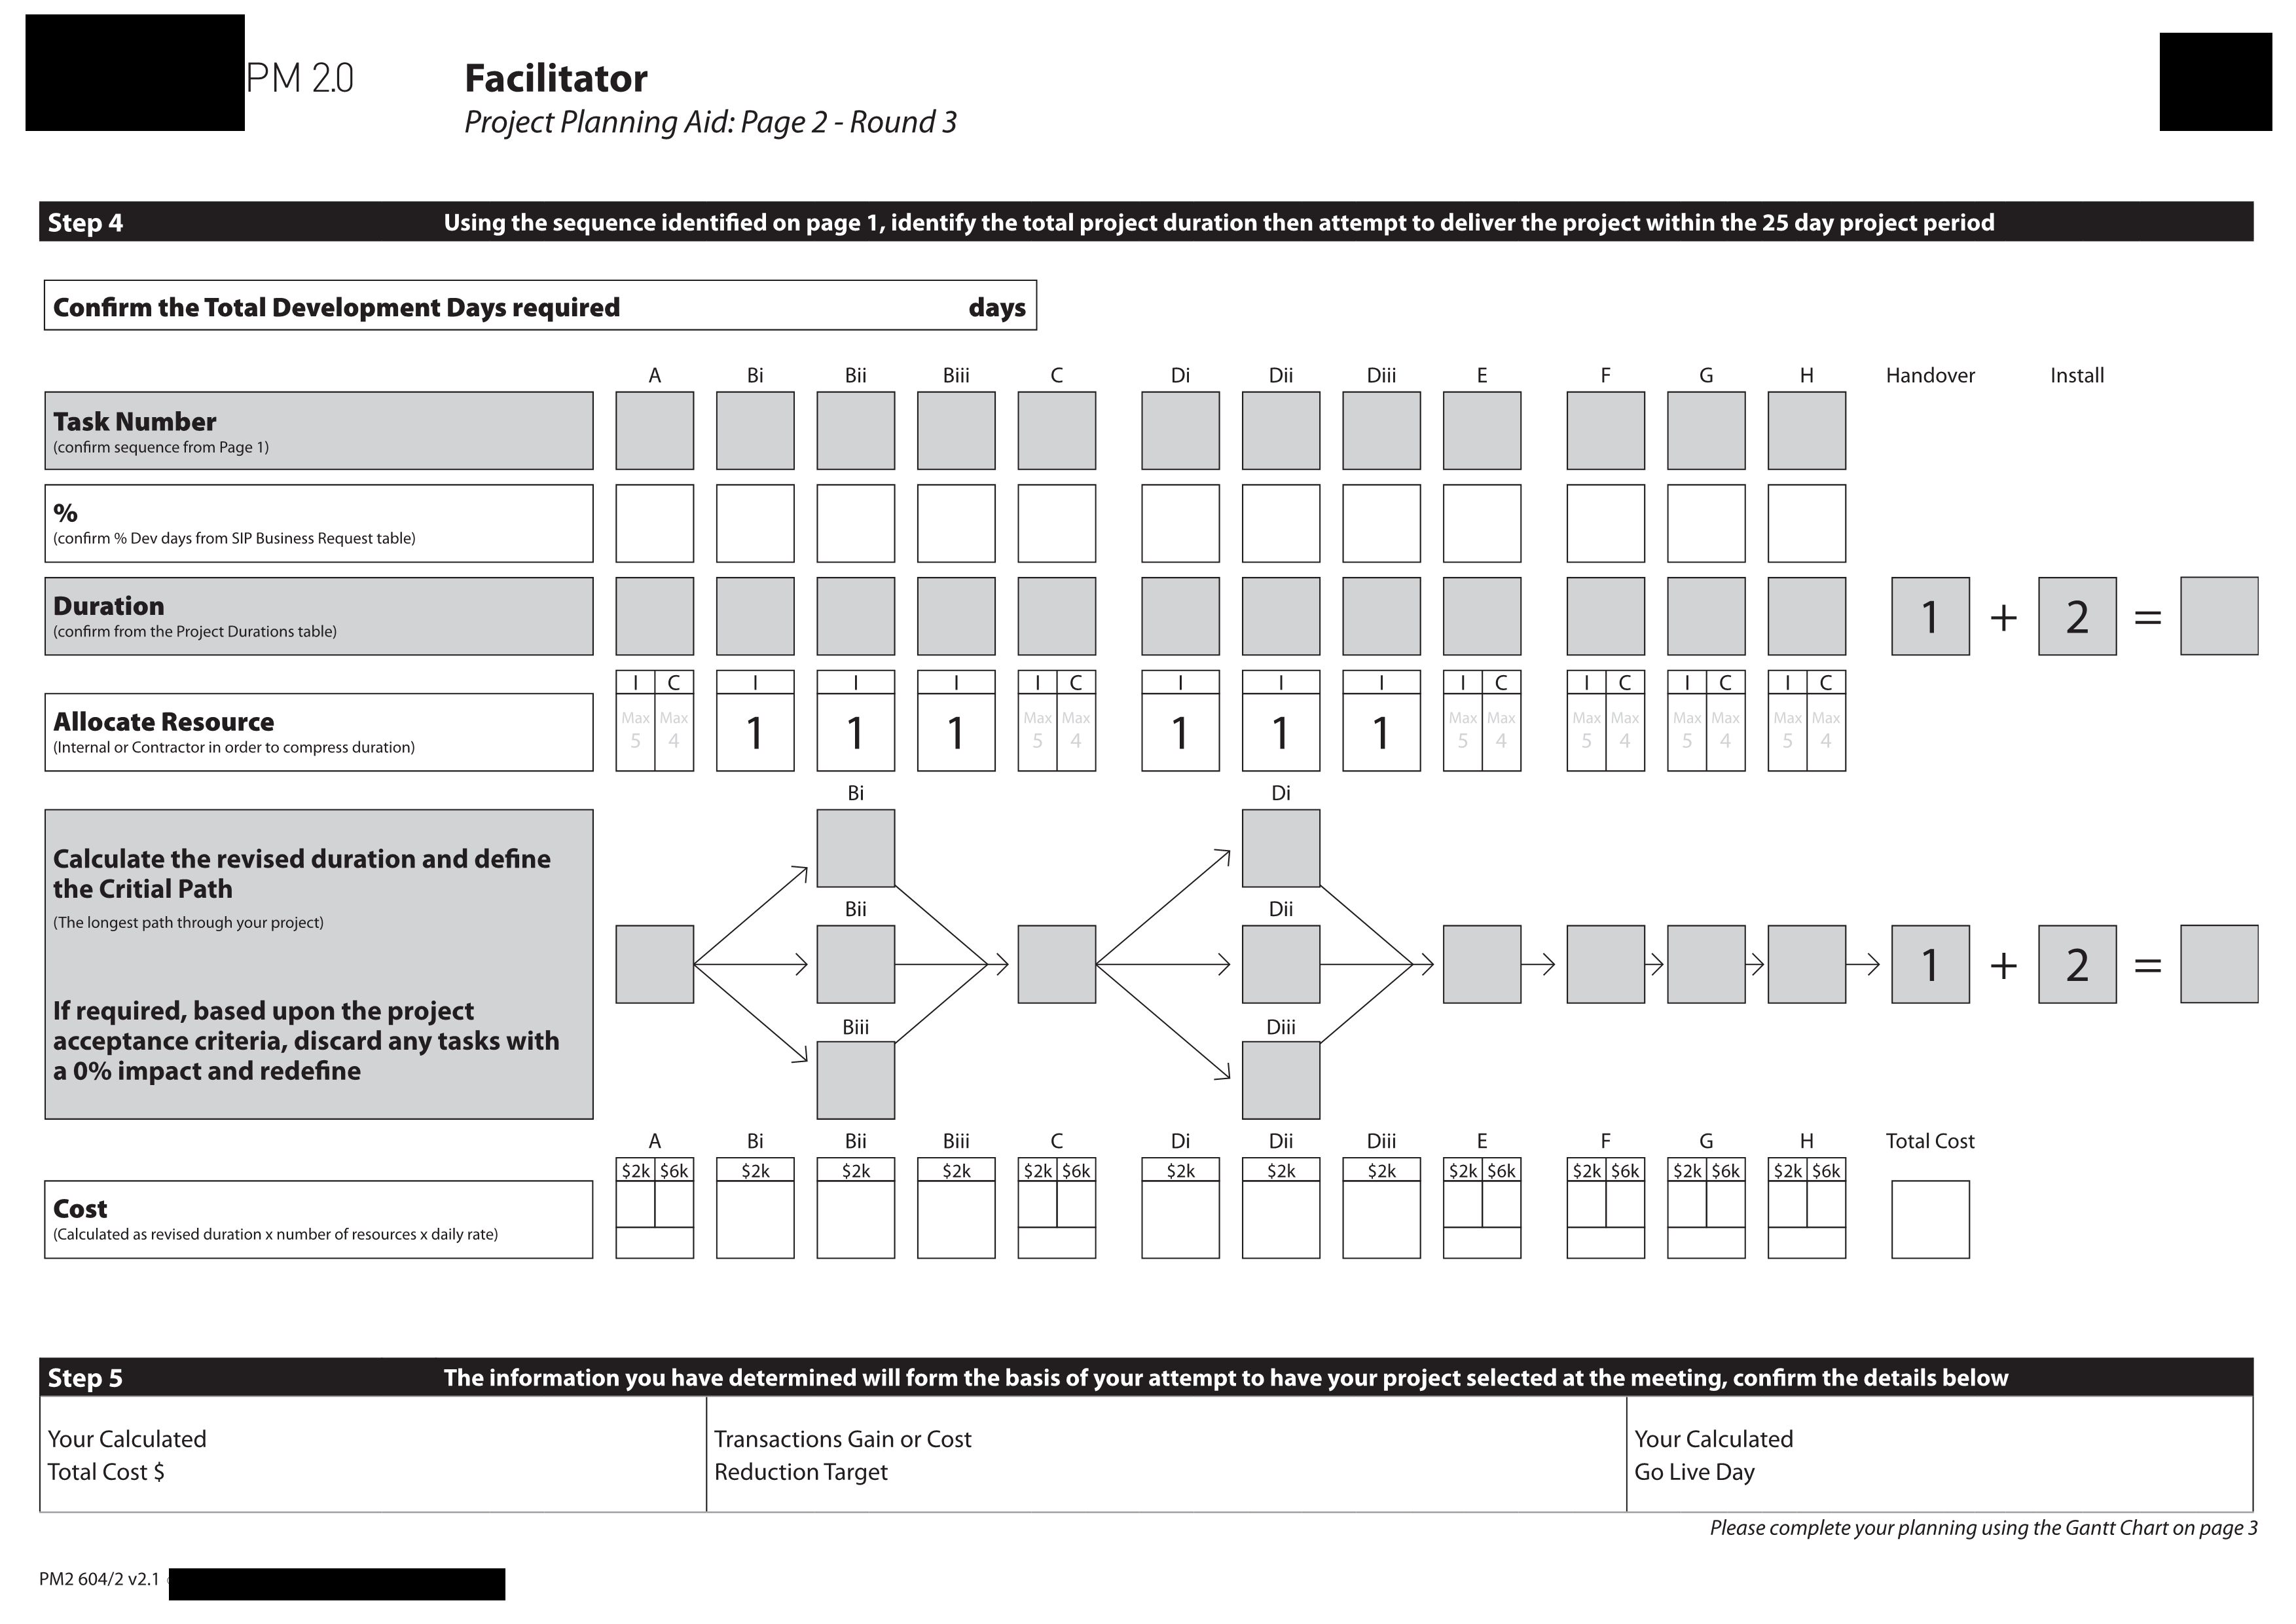 PM 2.0
Facilitator
Project Planning Aid: Page 2 - Round 3
Step 4 Using the sequence identified on page 1, identify the total project duration then attempt to deliver the project within the 25 day project period
Confirm the Total Development Days required days
A Bi Bii Biii C Di Dii Diii E F G H Handover Install
Task Number
(confirm sequence from Page 1)
%
(confirm % Dev days from SIP Business Request table)
Duration
(confirm from the Project Durations table)
1 + 2 =
I C I I I I C I I I I C I C I C I C
Allocate Resource
(Internal or Contractor in order to compress duration)
Max Max Max Max Max Max Max Max Max Max Max Max
5 4 1 1 1 5 4 1 1 1 5 4 5 4 5 4 5 4
Bi Di
Calculate the revised duration and define
the Critial Path
(The longest path through your project)
Bii Dii
1 + 2 =
If required, based upon the project
acceptance criteria, discard any tasks with
a 0% impact and redefine
Biii Diii
A Bi Bii Biii C Di Dii Diii E F G H Total Cost
$2k $6k $2k $2k $2k $2k $6k $2k $2k $2k $2k $6k $2k $6k $2k $6k $2k $6k
Cost
(Calculated as revised duration x number of resources x daily rate)
Step 5 The information you have determined will form the basis of your attempt to have your project selected at the meeting, confirm the details below
Your Calculated
Total Cost $
Transactions Gain or Cost
Reduction Target
Your Calculated
Go Live Day
Please complete your planning using the Gantt Chart on page 3
PM2 604/2 v2.1